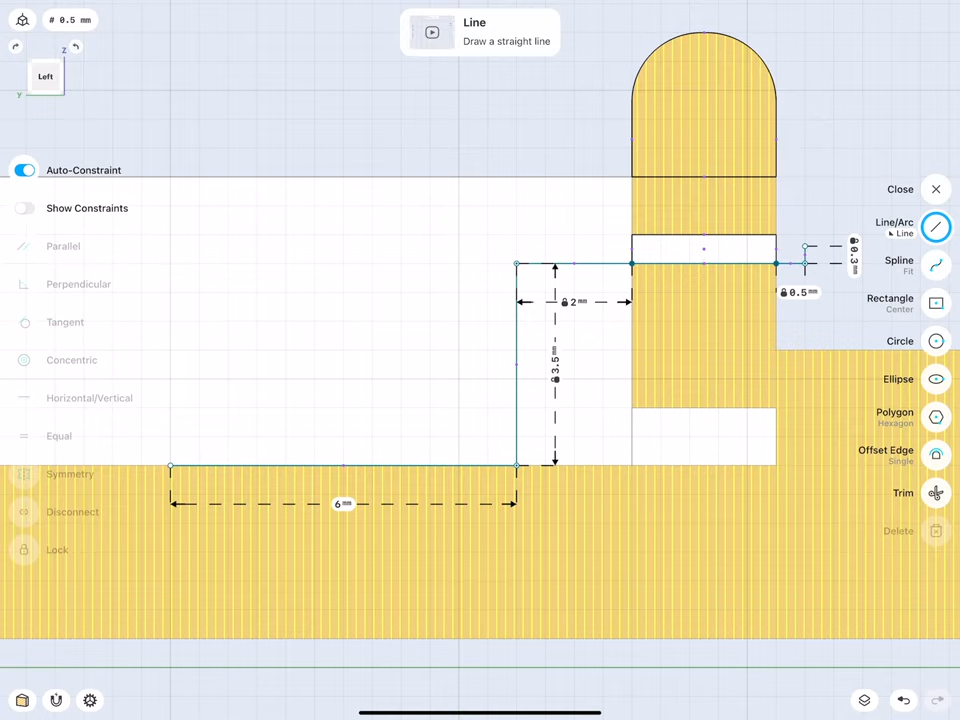 # 0.5 mm
Line
Draw a straight line
Z
Left
Y
Auto-Constraint
Show Constraints
Parallel
Perpendicular
Tangent
Concentric
Horizontal/Vertical
Equal
Symmetry
Disconnect
Lock
2 mm
3.5 mm
6 mm
0.3 mm
0.5 mm
Close
Line/Arc
Line
Spline
Fit
Rectangle
Center
Circle
Ellipse
Polygon
Hexagon
Offset Edge
Single
Trim
Delete